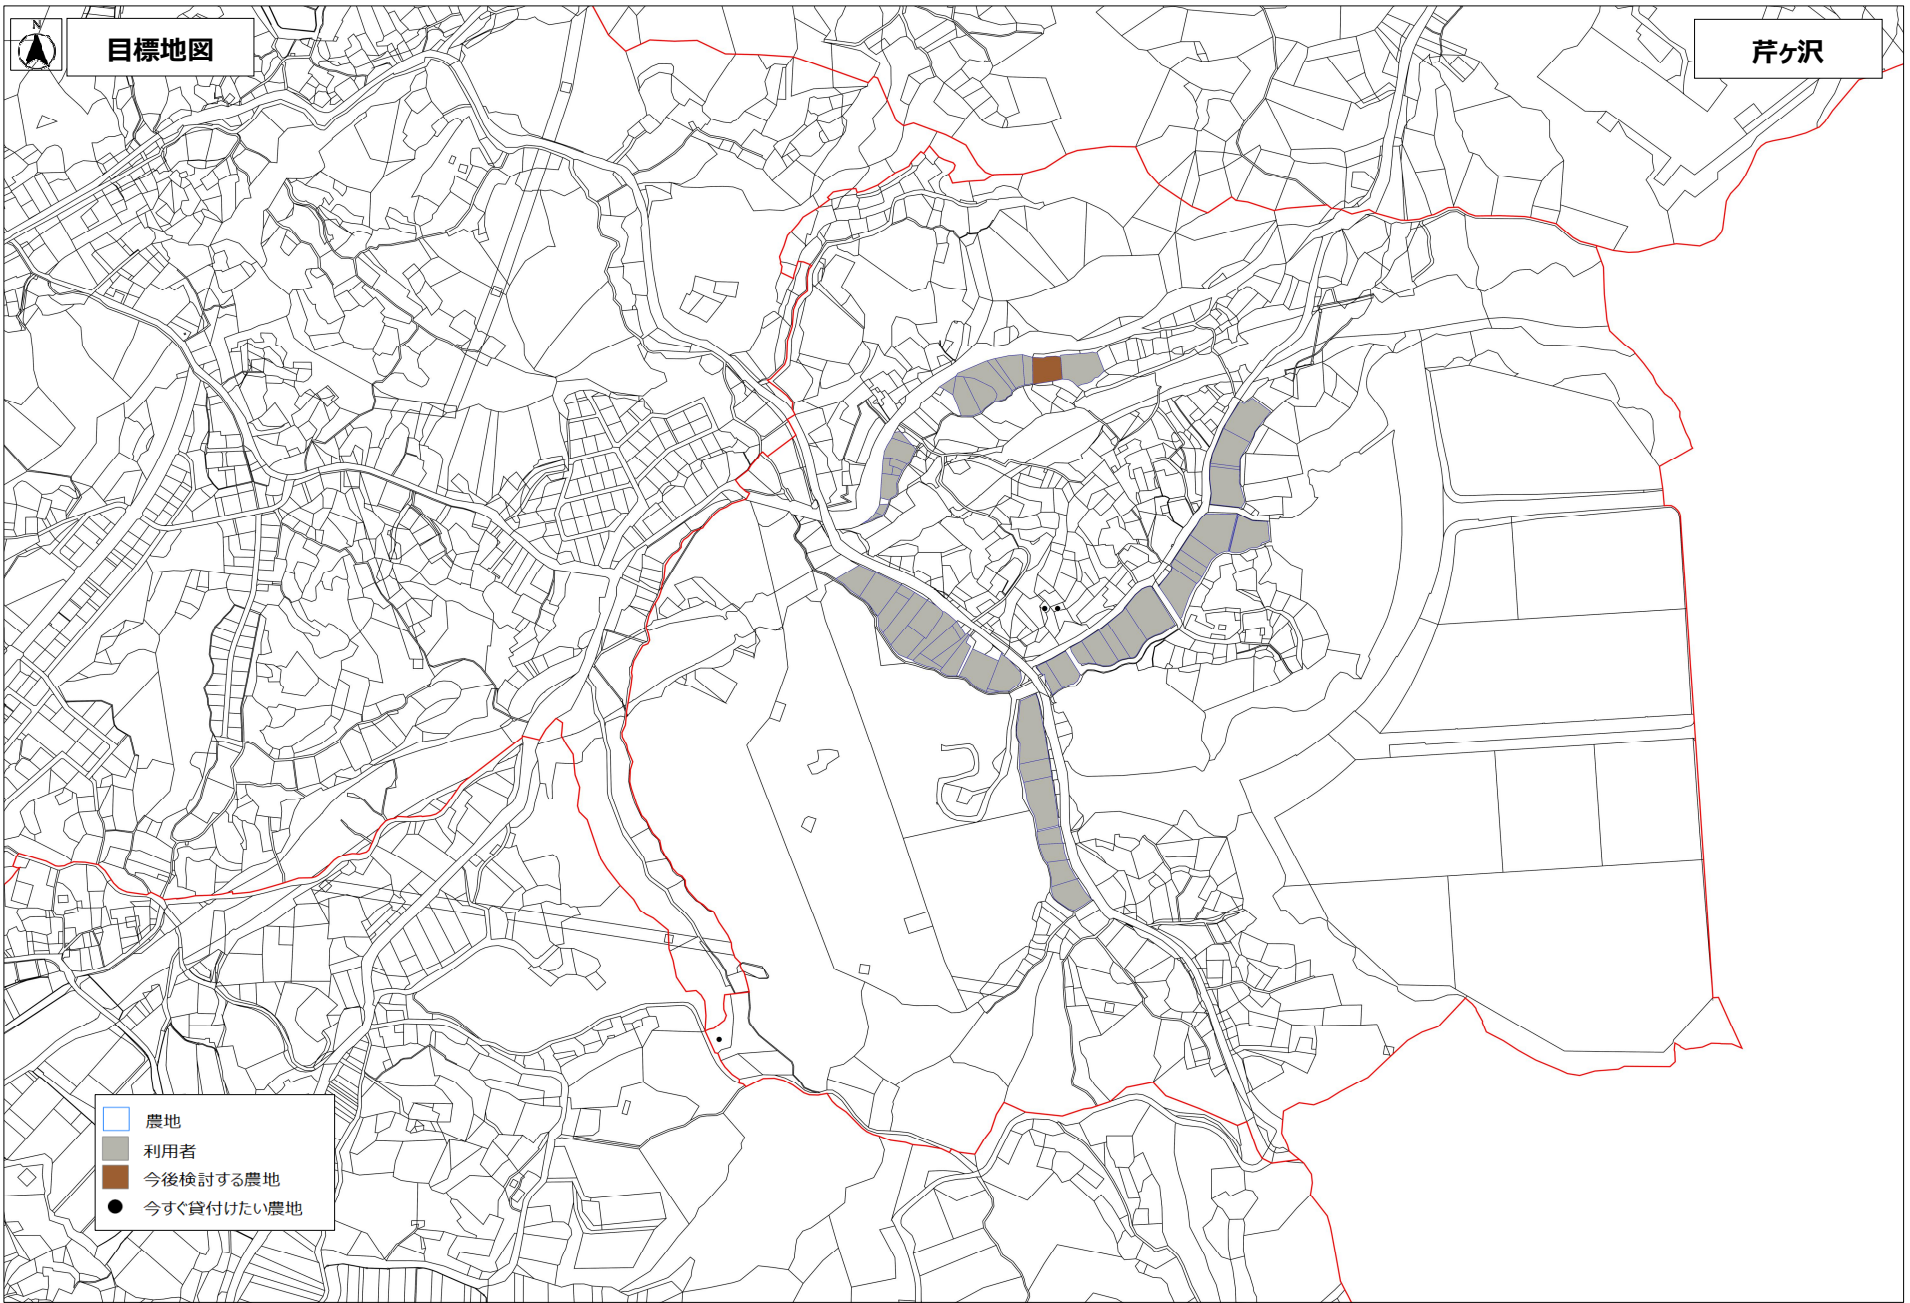 N
目標地図
芹ヶ沢
農地
利用者
今後検討する農地
今すぐ貸付けたい農地